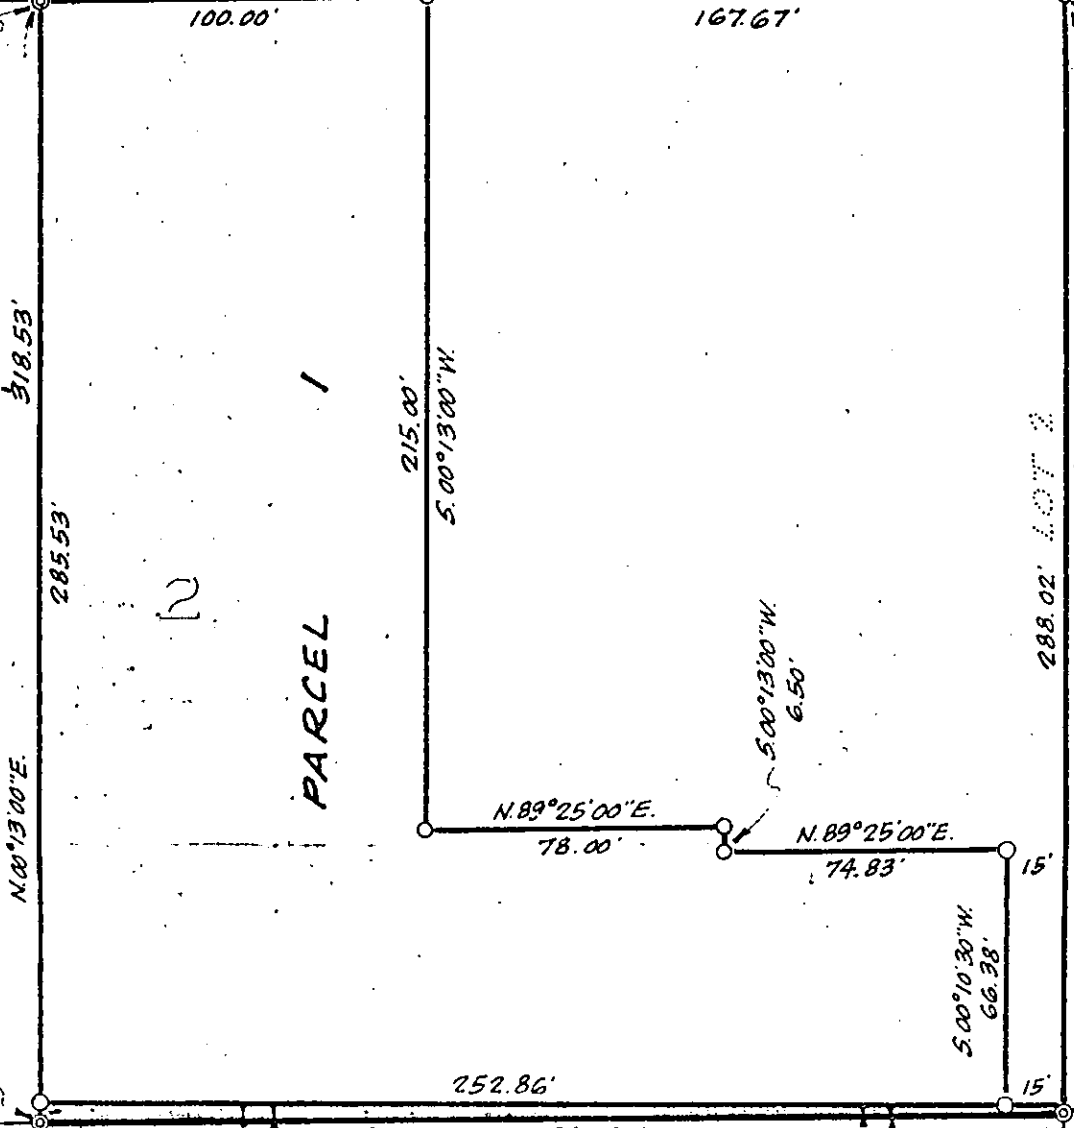 100.00'
167.67'
318.53'
N.00°13'00"E.
285.53'
2
PARCEL 1
215.00'
S.00°13'00"W.
LOT 2
288.02'
S.00°13'00"W.
6.50'
N.89°25'00"E.
78.00'
N.89°25'00"E.
74.83'
15'
S.00°10'30"W.
66.38'
252.86'
15'